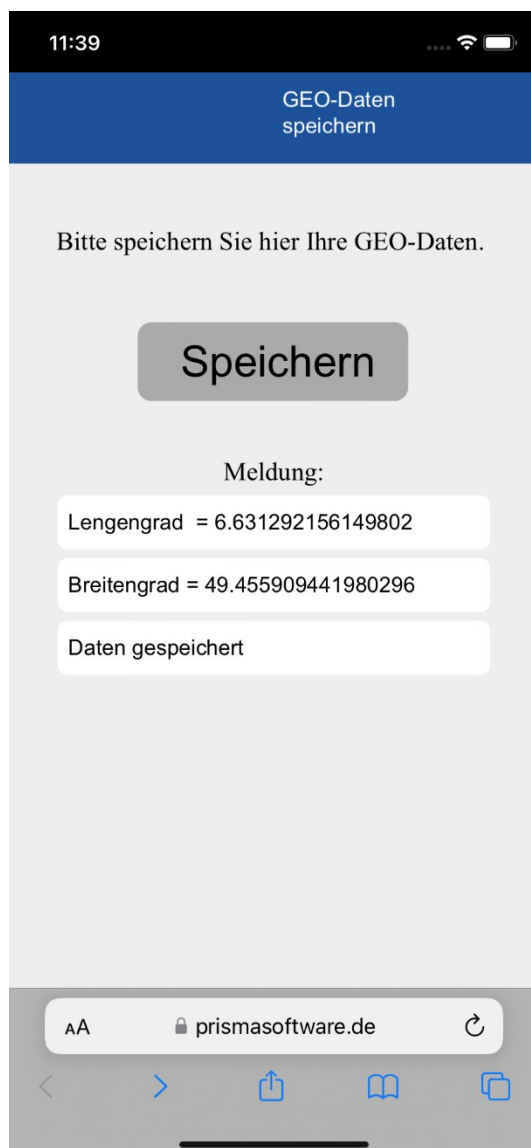 11:39
GEO-Daten
speichern
Bitte speichern Sie hier Ihre GEO-Daten.
Speichern
Meldung:
Lengengrad  = 6.631292156149802
Breitengrad = 49.455909441980296
Daten gespeichert
AA prismasoftware.de